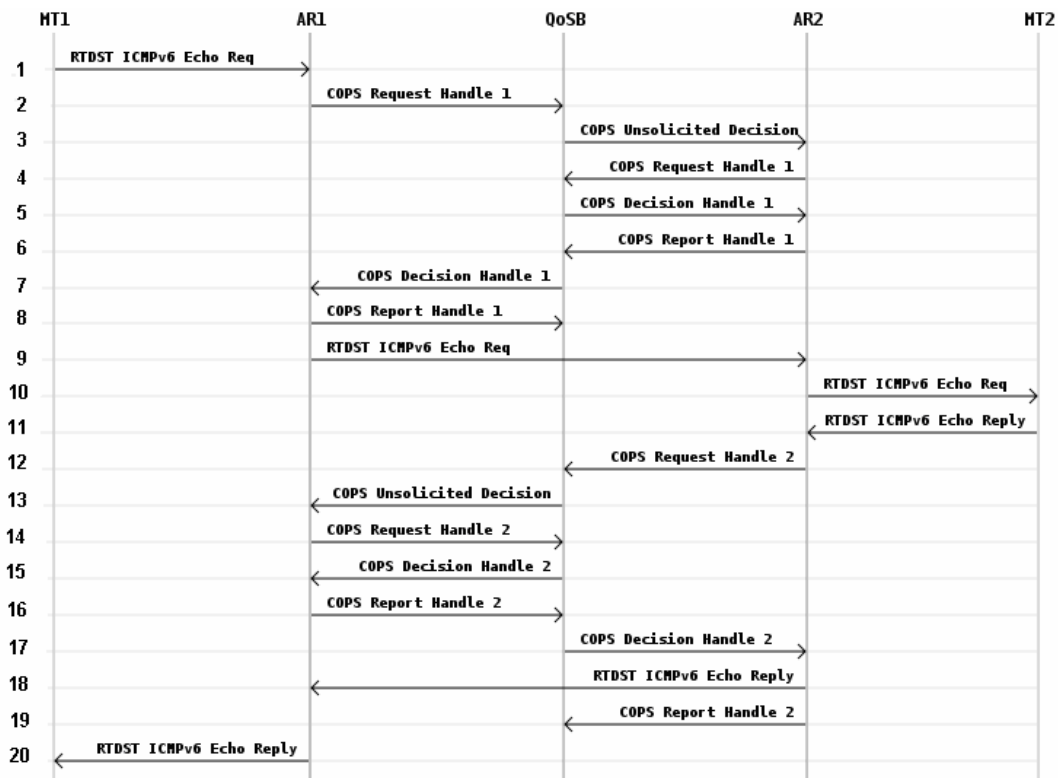 MT1 AR1 QoSB AR2 MT2
1 RTDST ICMPv6 Echo Req
2 COPS Request Handle 1
3 COPS Unsolicited Decision
4 COPS Request Handle 1
5 COPS Decision Handle 1
6 COPS Report Handle 1
7 COPS Decision Handle 1
8 COPS Report Handle 1
9 RTDST ICMPv6 Echo Req
10 RTDST ICMPv6 Echo Req
11 RTDST ICMPv6 Echo Reply
12 COPS Request Handle 2
13 COPS Unsolicited Decision
14 COPS Request Handle 2
15 COPS Decision Handle 2
16 COPS Report Handle 2
17 COPS Decision Handle 2
18 RTDST ICMPv6 Echo Reply
19 COPS Report Handle 2
20 RTDST ICMPv6 Echo Reply